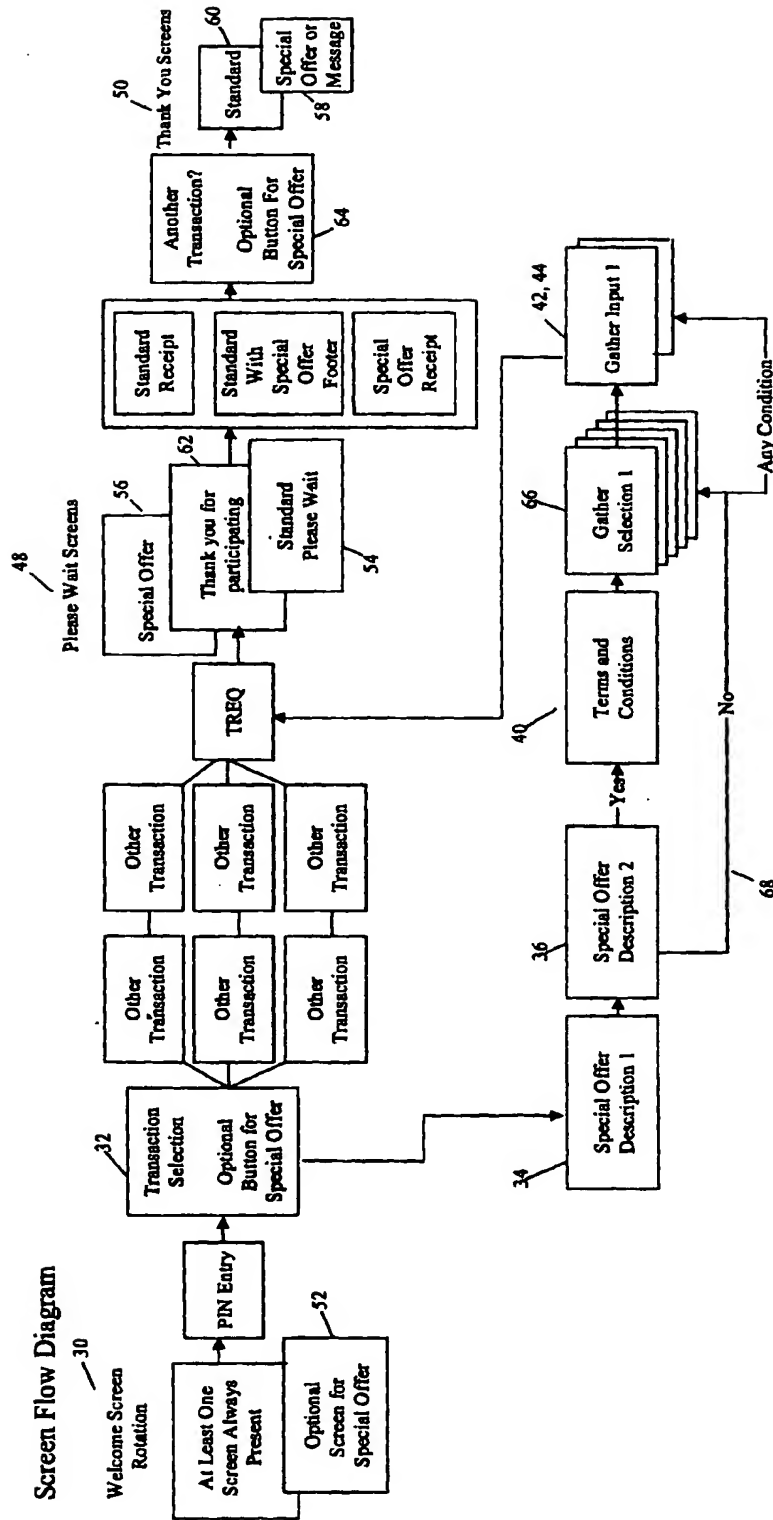 Screen Flow Diagram
30
Welcome Screen
Rotation
At Least One
Screen Always
Present
52
Optional
Screen for
Special Offer
PIN Entry
32
Transaction
Selection
Optional
Button for
Special Offer
Other
Transaction
Other
Transaction
Other
Transaction
Other
Transaction
Other
Transaction
Other
Transaction
TREQ
48
Please Wait Screens
56
Special Offer
62
Thank you for
participating
Standard
Please Wait
54
Standard
Receipt
Standard
With
Special Offer
Footer
Special
Offer
Receipt
Another
Transaction?
Optional
Button For
Special Offer
64
50
Thank You Screens
60
Standard
Special
Offer or
Message
58
34
Special Offer
Description 1
36
Special Offer
Description 2
Yes
40
Terms and
Conditions
66
Gather
Selection 1
42, 44
Gather Input 1
No
68
Any Condition